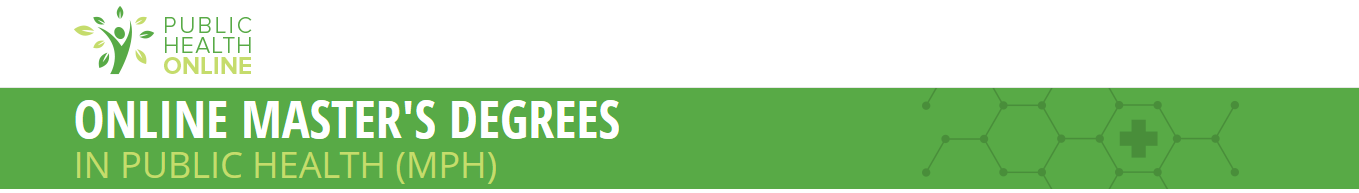 PUBLIC
HEALTH
ONLINE
ONLINE MASTER'S DEGREES
IN PUBLIC HEALTH (MPH)